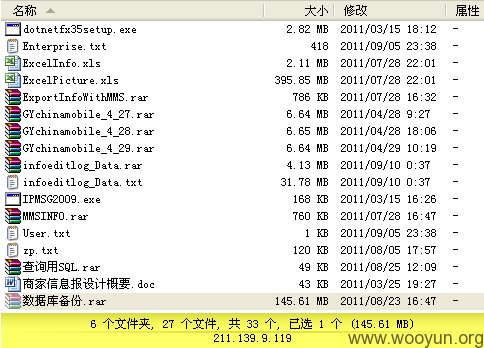 名称 大小 修改 属性
dotnetfx35setup.exe 2.82 MB 2011/03/15 18:12 -
Enterprise.txt 418 2011/09/05 23:38 -
ExcelInfo.xls 2.11 MB 2011/07/28 22:01 -
ExcelPicture.xls 395.85 MB 2011/07/28 22:01 -
ExportInfoWithMMS.rar 786 KB 2011/07/28 16:32 -
GYchinamobile_4_27.rar 6.64 MB 2011/04/28 9:27 -
GYchinamobile_4_28.rar 6.65 MB 2011/04/28 18:06 -
GYchinamobile_4_29.rar 6.64 MB 2011/04/29 10:19 -
infoeditlog_Data.rar 4.13 MB 2011/09/10 0:37 -
infoeditlog_Data.txt 31.78 MB 2011/09/10 0:37 -
IPMSG2009.exe 168 KB 2011/03/15 16:26 -
MMSINFO.rar 760 KB 2011/07/28 16:47 -
User.txt 1 KB 2011/09/05 23:38 -
zp.txt 120 KB 2011/08/05 17:57 -
查询用SQL.rar 49 KB 2011/08/25 12:09 -
商家信息报设计概要.doc 43 KB 2011/03/25 19:27 -
数据库备份.rar 145.61 MB 2011/08/23 16:47 -
6 个文件夹, 27 个文件, 共 33 个, 已选 1 个 (145.61 MB)
211.139.9.119
www.wooyun.org